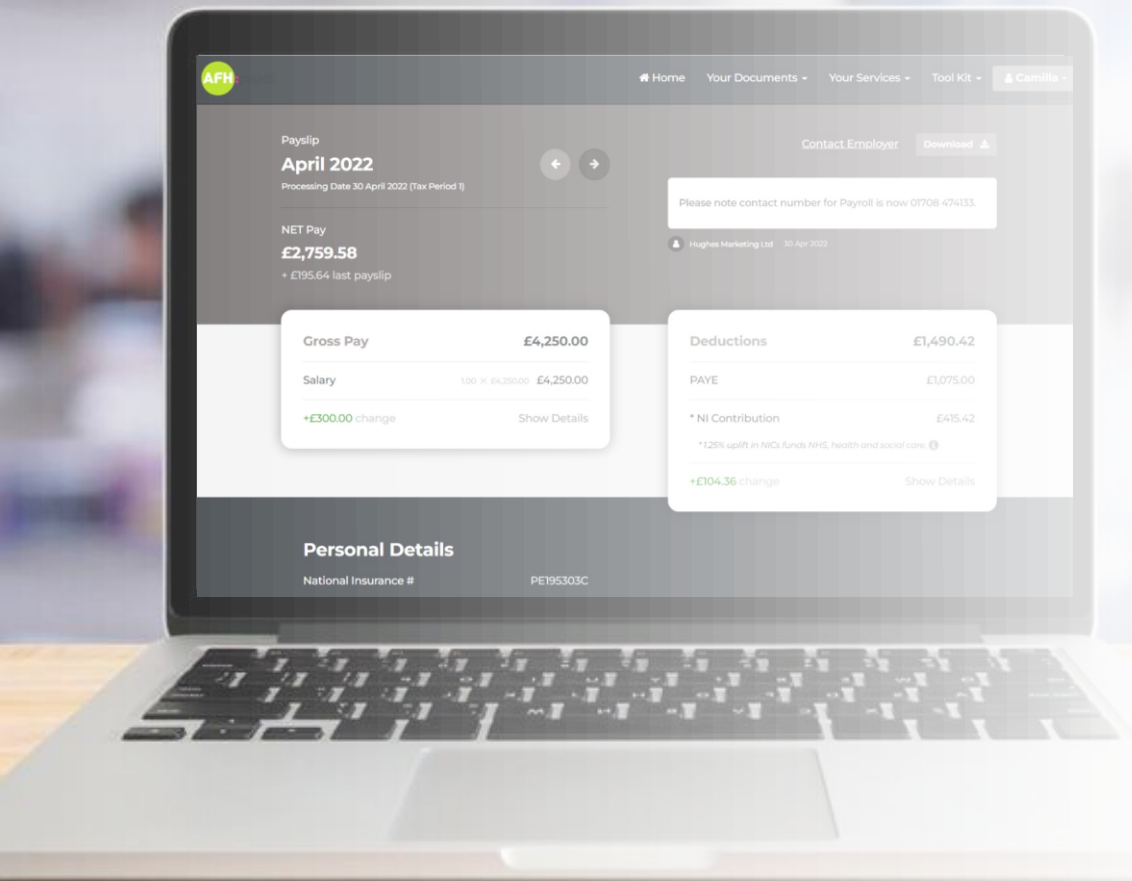 AFH
Home Your Documents Your Services Tool Kit Camilla
Payslip
April 2022
Processing Date 30 April 2022 (Tax Period 1)
Contact Employer Download
Please note contact number for Payroll is now 01708 474133.
Hughes Marketing Ltd 30 Apr 2022
NET Pay
£2,759.58
+ £195.64 last payslip
Gross Pay £4,250.00
Salary 1.00 X £4,250.00 £4,250.00
+£300.00 change Show Details
Deductions £1,490.42
PAYE £1,075.00
* NI Contribution £415.42
*1.25% uplift in NICs funds NHS, health and social care.
+£104.36 change Show Details
Personal Details
National Insurance # PE195303C